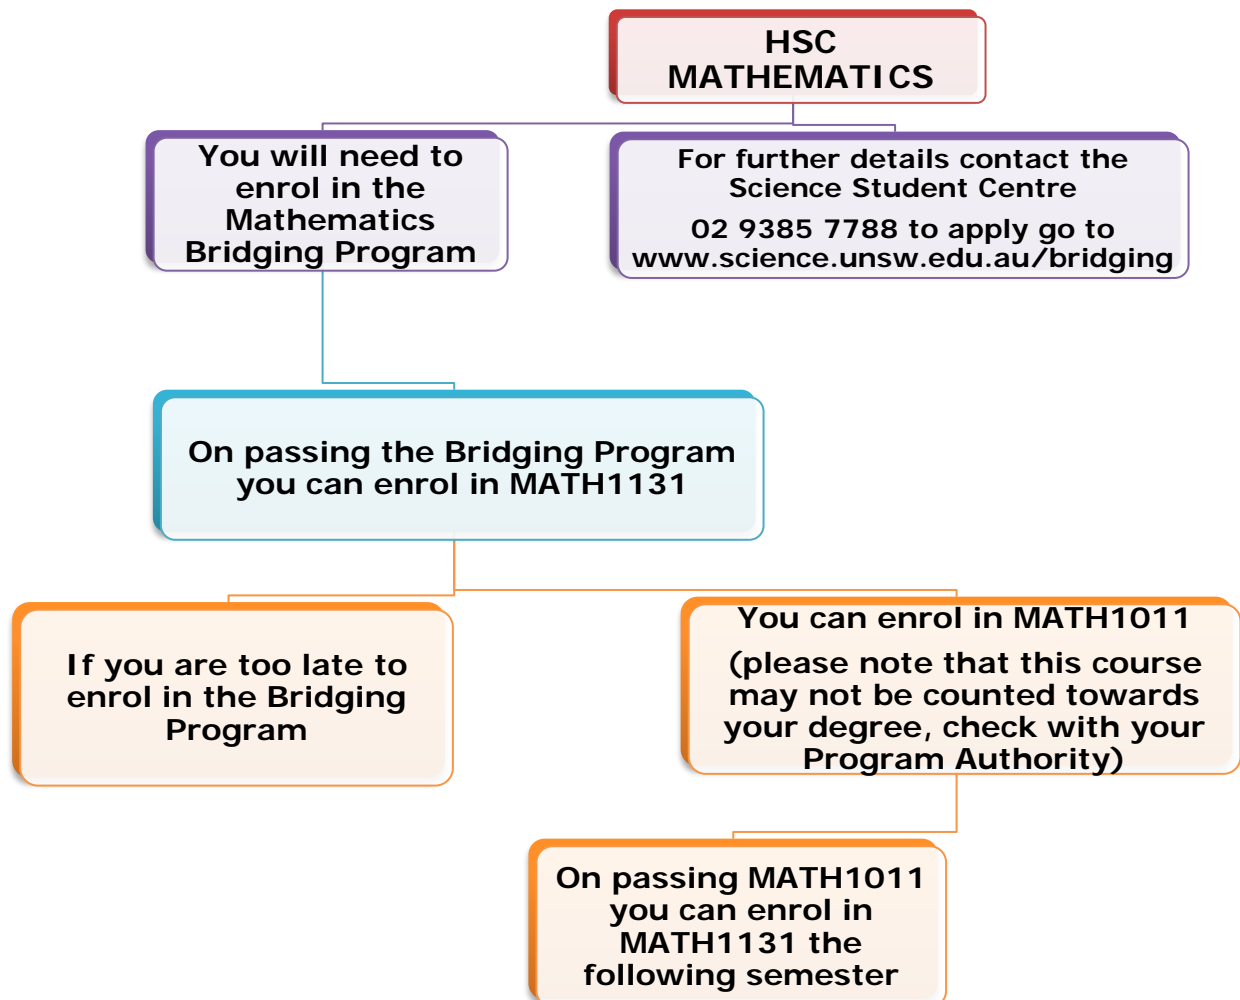 HSC
MATHEMATICS
You will need to
enrol in the
Mathematics
Bridging Program
For further details contact the
Science Student Centre
02 9385 7788 to apply go to
www.science.unsw.edu.au/bridging
On passing the Bridging Program
you can enrol in MATH1131
If you are too late to
enrol in the Bridging
Program
You can enrol in MATH1011
(please note that this course
may not be counted towards
your degree, check with your
Program Authority)
On passing MATH1011
you can enrol in
MATH1131 the
following semester